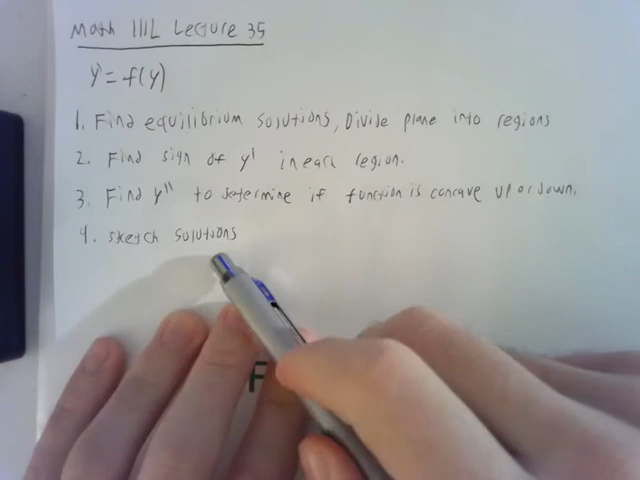 Math 111L Lecture 35
y' = f(y)
1. Find equilibrium solutions, Divide plane into regions
2. Find sign of y' in each region.
3. Find y" to determine if function is concave up or down.
4. sketch solutions
F